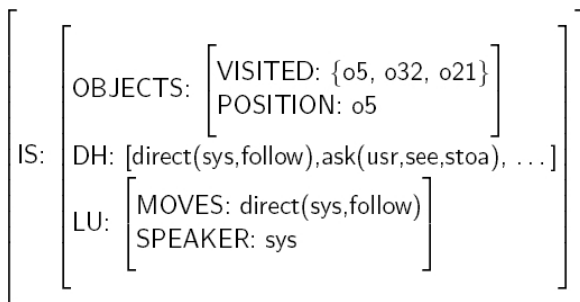 VISITED: {o5, o32, o21}
OBJECTS:
POSITION: o5
IS: DH: [direct(sys,follow),ask(usr,see,stoa), ...]
MOVES: direct(sys,follow)
LU:
SPEAKER: sys